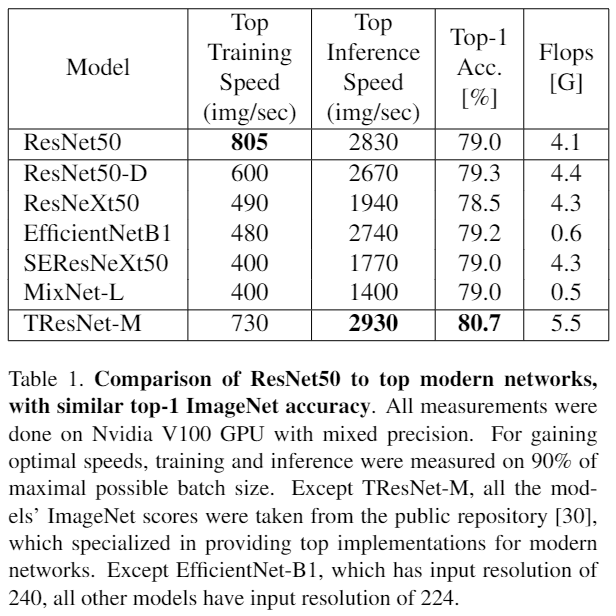 Model | Top Training Speed (img/sec) | Top Inference Speed (img/sec) | Top-1 Acc. [%] | Flops [G]
ResNet50 | 805 | 2830 | 79.0 | 4.1
ResNet50-D | 600 | 2670 | 79.3 | 4.4
ResNeXt50 | 490 | 1940 | 78.5 | 4.3
EfficientNetB1 | 480 | 2740 | 79.2 | 0.6
SEResNeXt50 | 400 | 1770 | 79.0 | 4.3
MixNet-L | 400 | 1400 | 79.0 | 0.5
TResNet-M | 730 | 2930 | 80.7 | 5.5
Table 1. Comparison of ResNet50 to top modern networks,
with similar top-1 ImageNet accuracy. All measurements were
done on Nvidia V100 GPU with mixed precision. For gaining
optimal speeds, training and inference were measured on 90% of
maximal possible batch size. Except TResNet-M, all the mod-
els' ImageNet scores were taken from the public repository [30],
which specialized in providing top implementations for modern
networks. Except EfficientNet-B1, which has input resolution of
240, all other models have input resolution of 224.